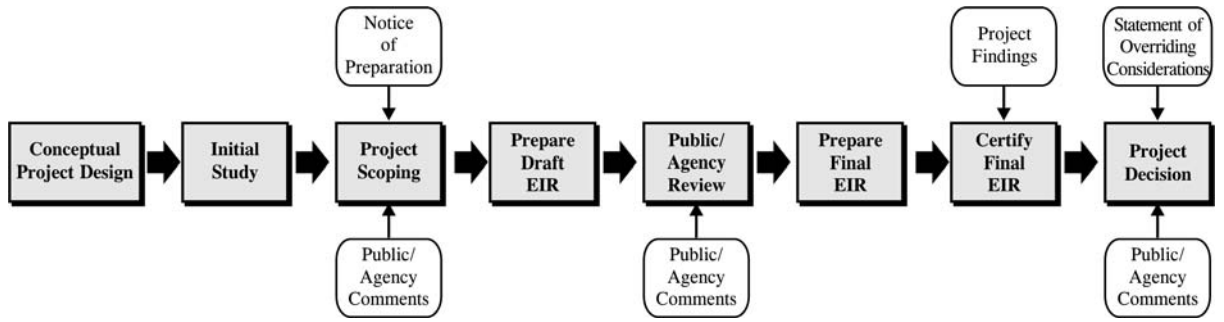 Notice
of
Preparation
Project
Findings
Statement of
Overriding
Considerations
Conceptual
Project Design
Initial
Study
Project
Scoping
Prepare
Draft
EIR
Public/
Agency
Review
Prepare
Final
EIR
Certify
Final
EIR
Project
Decision
Public/
Agency
Comments
Public/
Agency
Comments
Public/
Agency
Comments